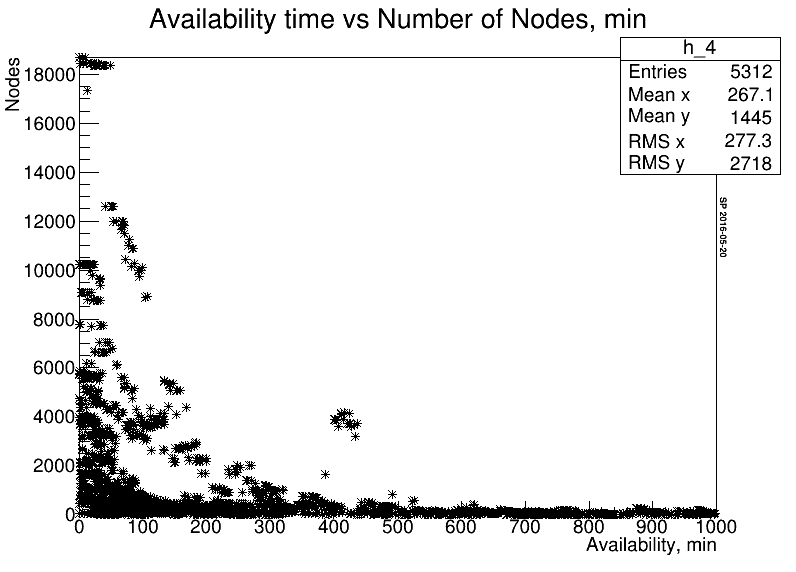 Availability time vs Number of Nodes, min
h_4
Entries 5312
Mean x 267.1
Mean y 1445
RMS x 277.3
RMS y 2718
Nodes
18000
16000
14000
12000
10000
8000
6000
4000
2000
0
0 100 200 300 400 500 600 700 800 900 1000
Availability, min
SP 2016-05-20